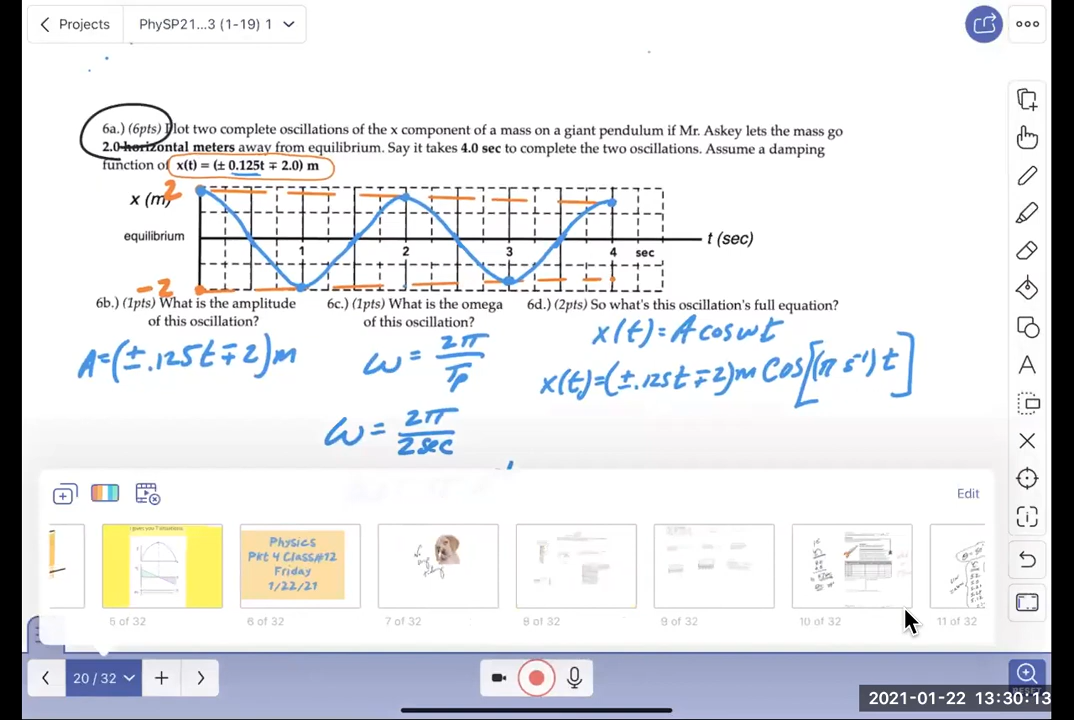 Projects
PhySP21...3 (1-19) 1
6a.) (6pts) Plot two complete oscillations of the x component of a mass on a giant pendulum if Mr. Askey lets the mass go
2.0 horizontal meters away from equilibrium. Say it takes 4.0 sec to complete the two oscillations. Assume a damping
function of x(t) = (± 0.125t ∓ 2.0) m
x (m) 2
equilibrium
1 2 3 4 sec
t (sec)
-2
6b.) (1pts) What is the amplitude
of this oscillation?
6c.) (1pts) What is the omega
of this oscillation?
6d.) (2pts) So what's this oscillation's full equation?
A=(±.125t∓2)m
ω = 2π/Tp
ω = 2π/2sec
x(t)=A cos ωt
x(t)=(±.125t∓2)m Cos[(π s⁻¹)t]
Edit
Physics
Pkt 4 Class#12
Friday
1/22/21
5 of 32
6 of 32
7 of 32
8 of 32
9 of 32
10 of 32
11 of 32
20 / 32
2021-01-22 13:30:13